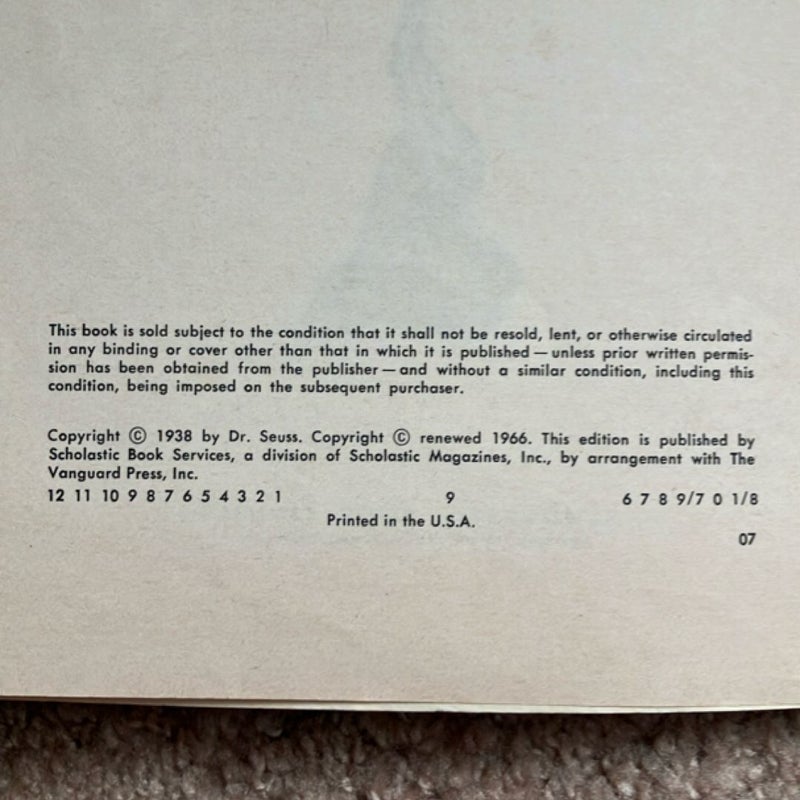 This book is sold subject to the condition that it shall not be resold, lent, or otherwise circulated
in any binding or cover other than that in which it is published — unless prior written permis-
sion has been obtained from the publisher — and without a similar condition, including this
condition, being imposed on the subsequent purchaser.
Copyright © 1938 by Dr. Seuss. Copyright © renewed 1966. This edition is published by
Scholastic Book Services, a division of Scholastic Magazines, Inc., by arrangement with The
Vanguard Press, Inc.
12 11 10 9 8 7 6 5 4 3 2 1 9 6 7 8 9/7 0 1/8
Printed in the U.S.A.
07